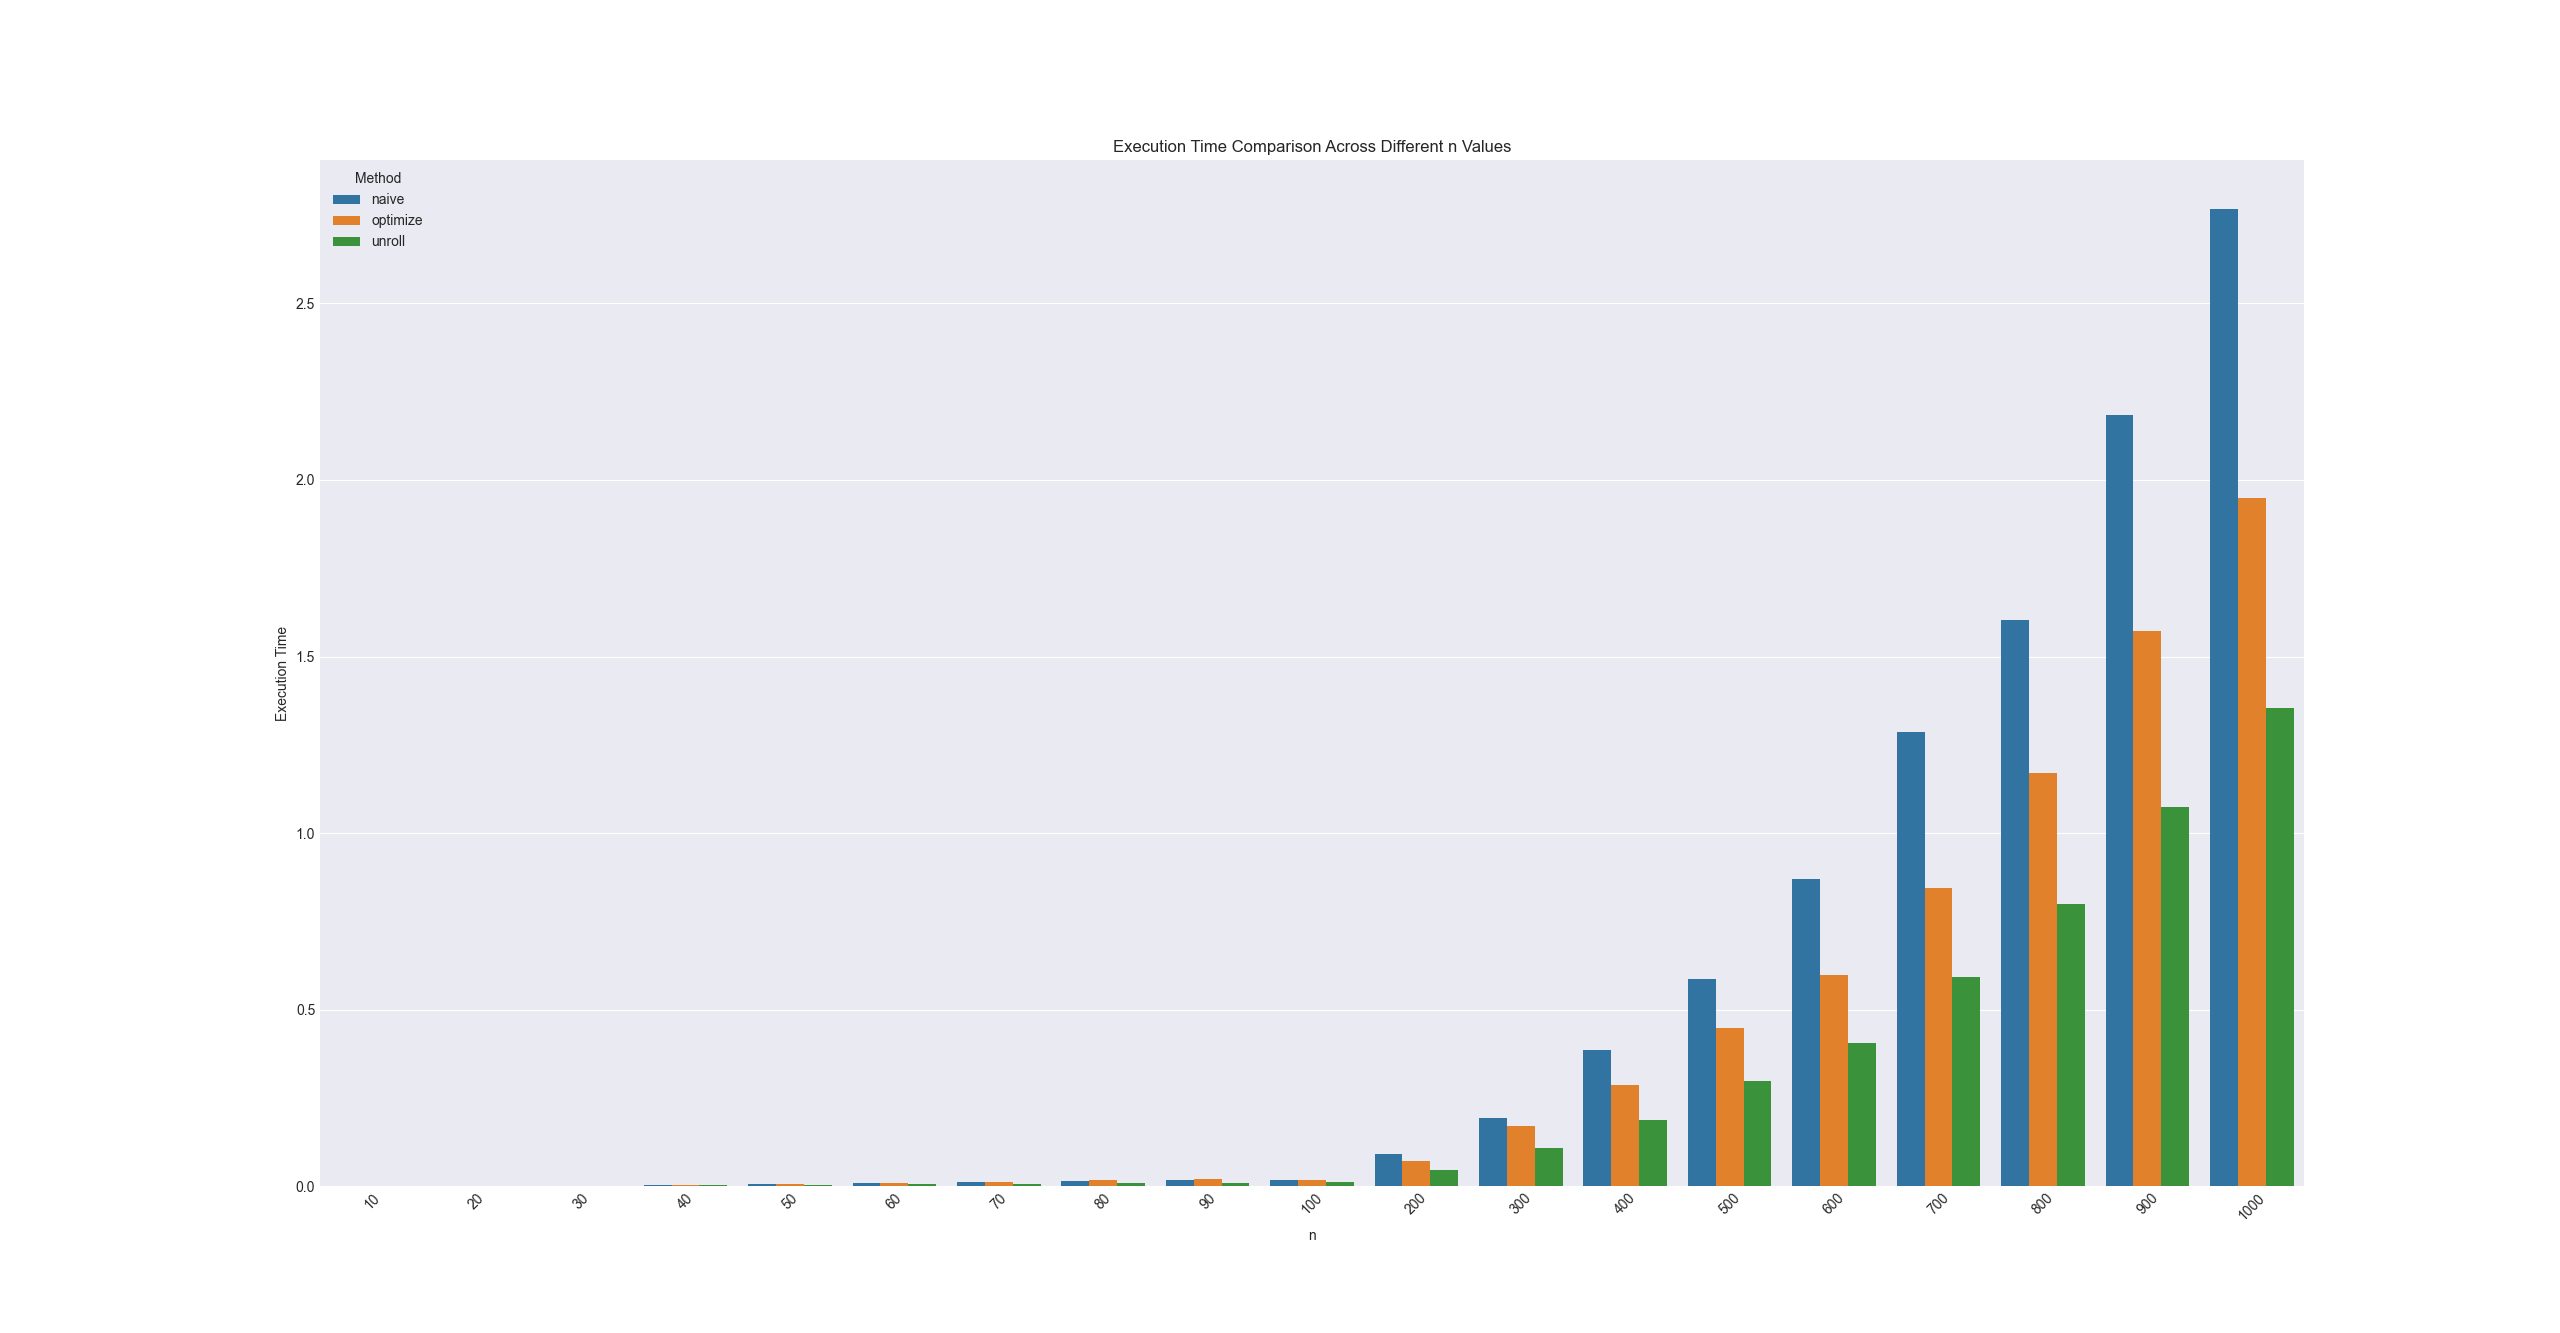 Execution Time Comparison Across Different n Values
Method
naive
optimize
unroll
2.5
2.0
1.5
1.0
0.5
0.0
Execution Time
10 20 30 40 50 60 70 80 90 100 200 300 400 500 600 700 800 900 1000
n